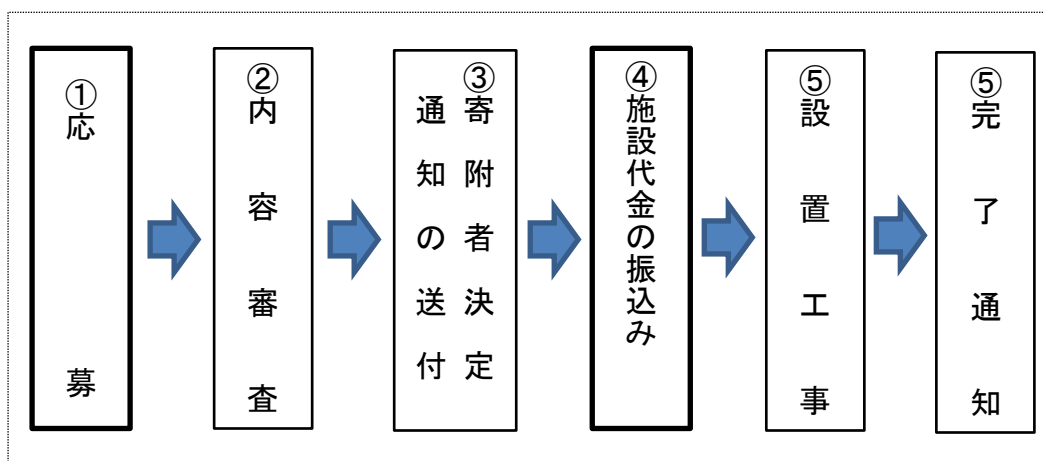 ①応募
②内容審査
③寄附者決定
通知の送付
④施設代金の振込み
⑤設置工事
⑤完了通知